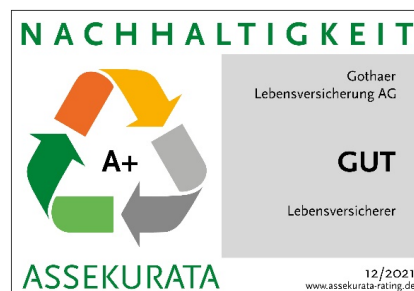 NACHHALTIGKEIT
Gothaer
Lebensversicherung AG
A+
GUT
Lebensversicherer
ASSEKURATA
12/2021
www.assekurata-rating.de